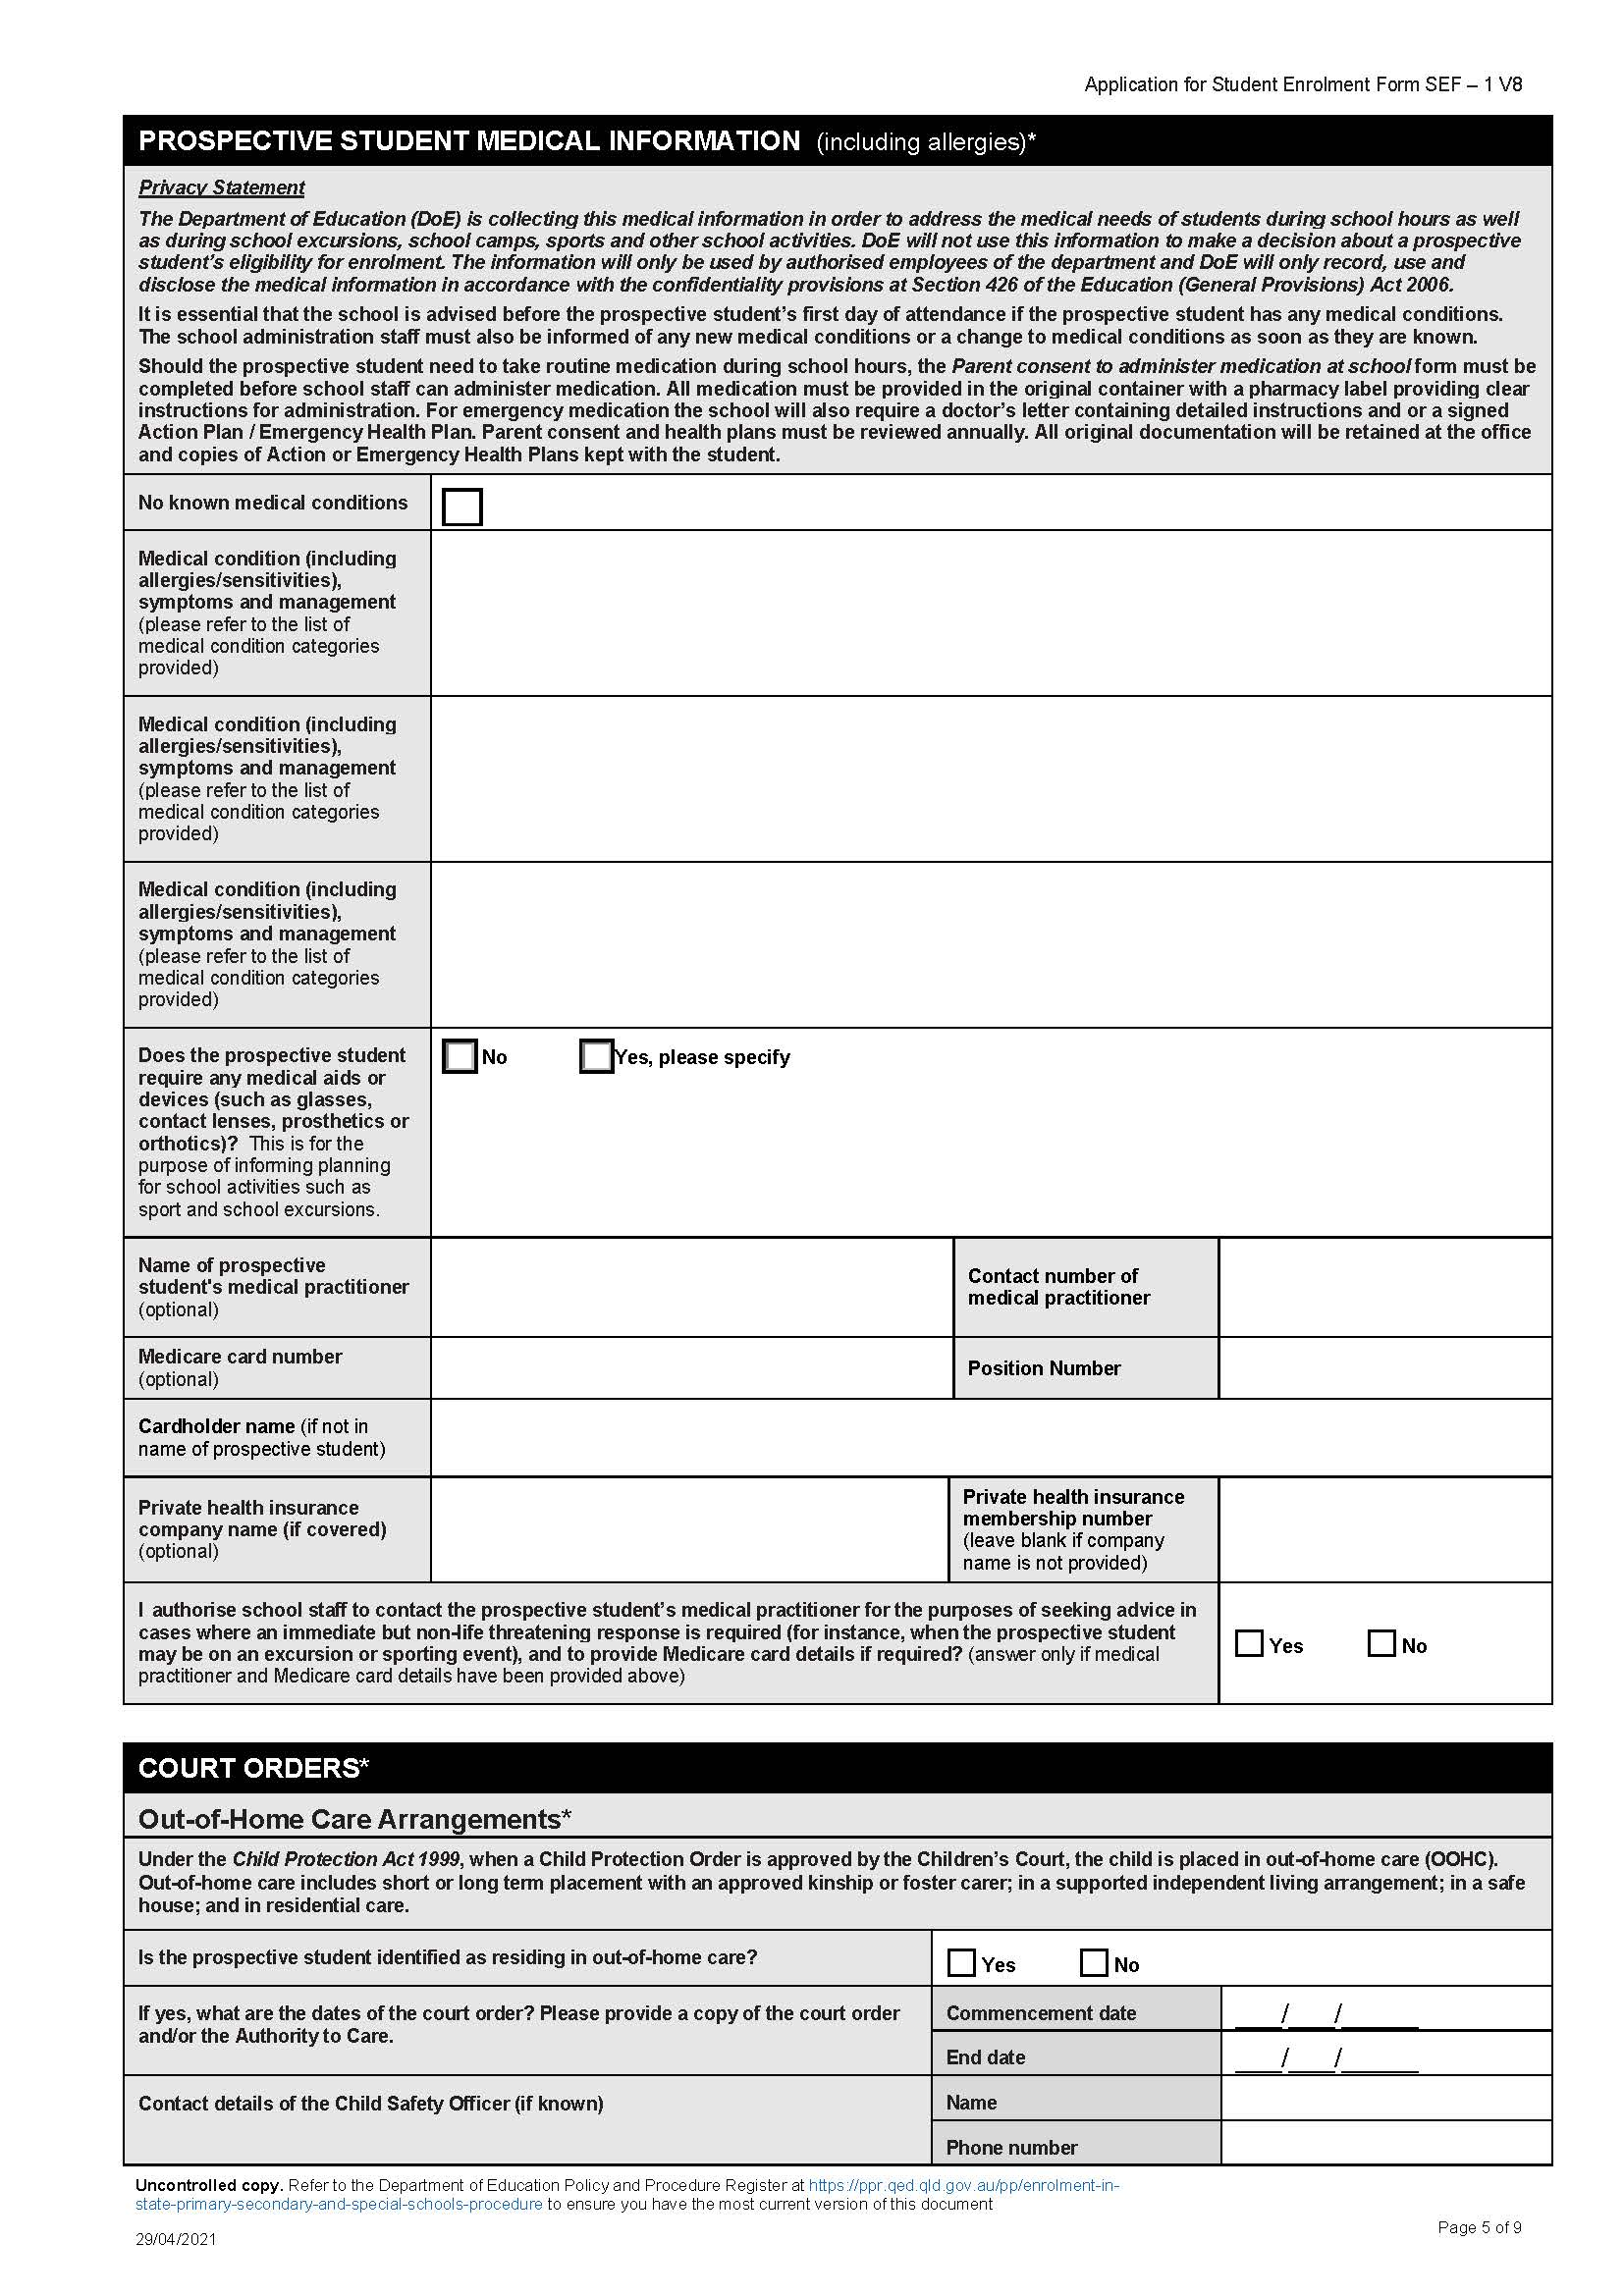 Application for Student Enrolment Form SEF – 1 V8
PROSPECTIVE STUDENT MEDICAL INFORMATION (including allergies)*
Privacy Statement
The Department of Education (DoE) is collecting this medical information in order to address the medical needs of students during school hours as well
as during school excursions, school camps, sports and other school activities. DoE will not use this information to make a decision about a prospective
student's eligibility for enrolment. The information will only be used by authorised employees of the department and DoE will only record, use and
disclose the medical information in accordance with the confidentiality provisions at Section 426 of the Education (General Provisions) Act 2006.
It is essential that the school is advised before the prospective student's first day of attendance if the prospective student has any medical conditions.
The school administration staff must also be informed of any new medical conditions or a change to medical conditions as soon as they are known.
Should the prospective student need to take routine medication during school hours, the Parent consent to administer medication at school form must be
completed before school staff can administer medication. All medication must be provided in the original container with a pharmacy label providing clear
instructions for administration. For emergency medication the school will also require a doctor's letter containing detailed instructions and or a signed
Action Plan / Emergency Health Plan. Parent consent and health plans must be reviewed annually. All original documentation will be retained at the office
and copies of Action or Emergency Health Plans kept with the student.
No known medical conditions
Medical condition (including
allergies/sensitivities),
symptoms and management
(please refer to the list of
medical condition categories
provided)
Medical condition (including
allergies/sensitivities),
symptoms and management
(please refer to the list of
medical condition categories
provided)
Medical condition (including
allergies/sensitivities),
symptoms and management
(please refer to the list of
medical condition categories
provided)
Does the prospective student
require any medical aids or
devices (such as glasses,
contact lenses, prosthetics or
orthotics)? This is for the
purpose of informing planning
for school activities such as
sport and school excursions.
No Yes, please specify
Name of prospective
student's medical practitioner
(optional)
Contact number of
medical practitioner
Medicare card number
(optional)
Position Number
Cardholder name (if not in
name of prospective student)
Private health insurance
company name (if covered)
(optional)
Private health insurance
membership number
(leave blank if company
name is not provided)
I authorise school staff to contact the prospective student's medical practitioner for the purposes of seeking advice in
cases where an immediate but non-life threatening response is required (for instance, when the prospective student
may be on an excursion or sporting event), and to provide Medicare card details if required? (answer only if medical
practitioner and Medicare card details have been provided above)
Yes No
COURT ORDERS*
Out-of-Home Care Arrangements*
Under the Child Protection Act 1999, when a Child Protection Order is approved by the Children's Court, the child is placed in out-of-home care (OOHC).
Out-of-home care includes short or long term placement with an approved kinship or foster carer; in a supported independent living arrangement; in a safe
house; and in residential care.
Is the prospective student identified as residing in out-of-home care?
Yes No
If yes, what are the dates of the court order? Please provide a copy of the court order
and/or the Authority to Care.
Commencement date ___/___/_____
End date ___/___/_____
Contact details of the Child Safety Officer (if known)
Name
Phone number
Uncontrolled copy. Refer to the Department of Education Policy and Procedure Register at https://ppr.qed.qld.gov.au/pp/enrolment-in-
state-primary-secondary-and-special-schools-procedure to ensure you have the most current version of this document
Page 5 of 9
29/04/2021